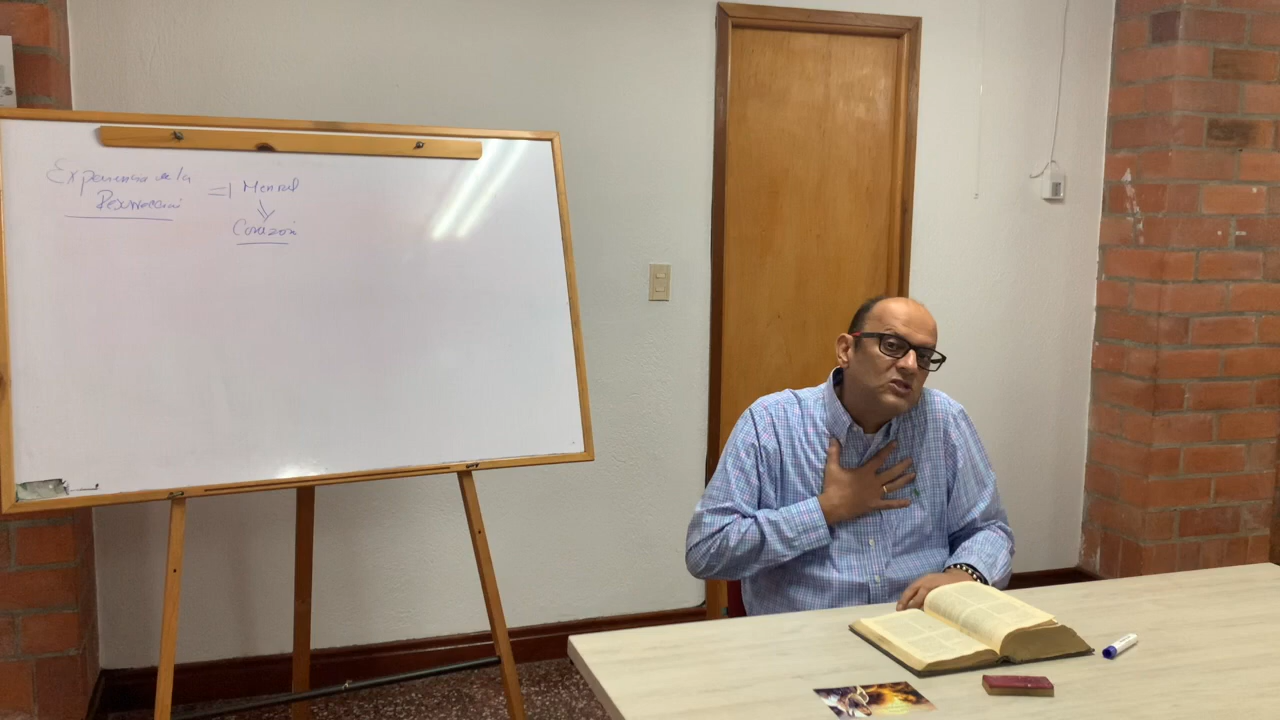 Experiencia de la
Resurrección => Mental
Corazón